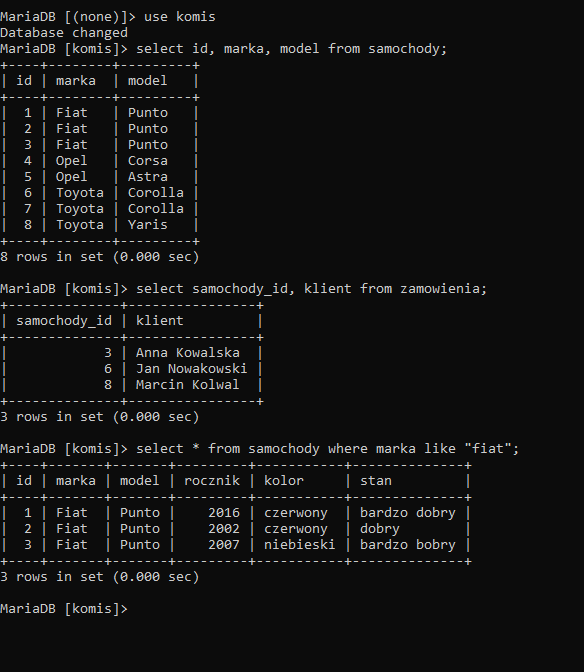 MariaDB [(none)]> use komis
Database changed
MariaDB [komis]> select id, marka, model from samochody;
+----+--------+---------+
| id | marka  | model   |
+----+--------+---------+
|  1 | Fiat   | Punto   |
|  2 | Fiat   | Punto   |
|  3 | Fiat   | Punto   |
|  4 | Opel   | Corsa   |
|  5 | Opel   | Astra   |
|  6 | Toyota | Corolla |
|  7 | Toyota | Corolla |
|  8 | Toyota | Yaris   |
+----+--------+---------+
8 rows in set (0.000 sec)

MariaDB [komis]> select samochody_id, klient from zamowienia;
+--------------+----------------+
| samochody_id | klient         |
+--------------+----------------+
|            3 | Anna Kowalska  |
|            6 | Jan Nowakowski |
|            8 | Marcin Kolwal  |
+--------------+----------------+
3 rows in set (0.000 sec)

MariaDB [komis]> select * from samochody where marka like "fiat";
+----+-------+-------+---------+-----------+--------------+
| id | marka | model | rocznik | kolor     | stan         |
+----+-------+-------+---------+-----------+--------------+
|  1 | Fiat  | Punto |    2016 | czerwony  | bardzo dobry |
|  2 | Fiat  | Punto |    2002 | czerwony  | dobry        |
|  3 | Fiat  | Punto |    2007 | niebieski | bardzo bobry |
+----+-------+-------+---------+-----------+--------------+
3 rows in set (0.000 sec)

MariaDB [komis]>